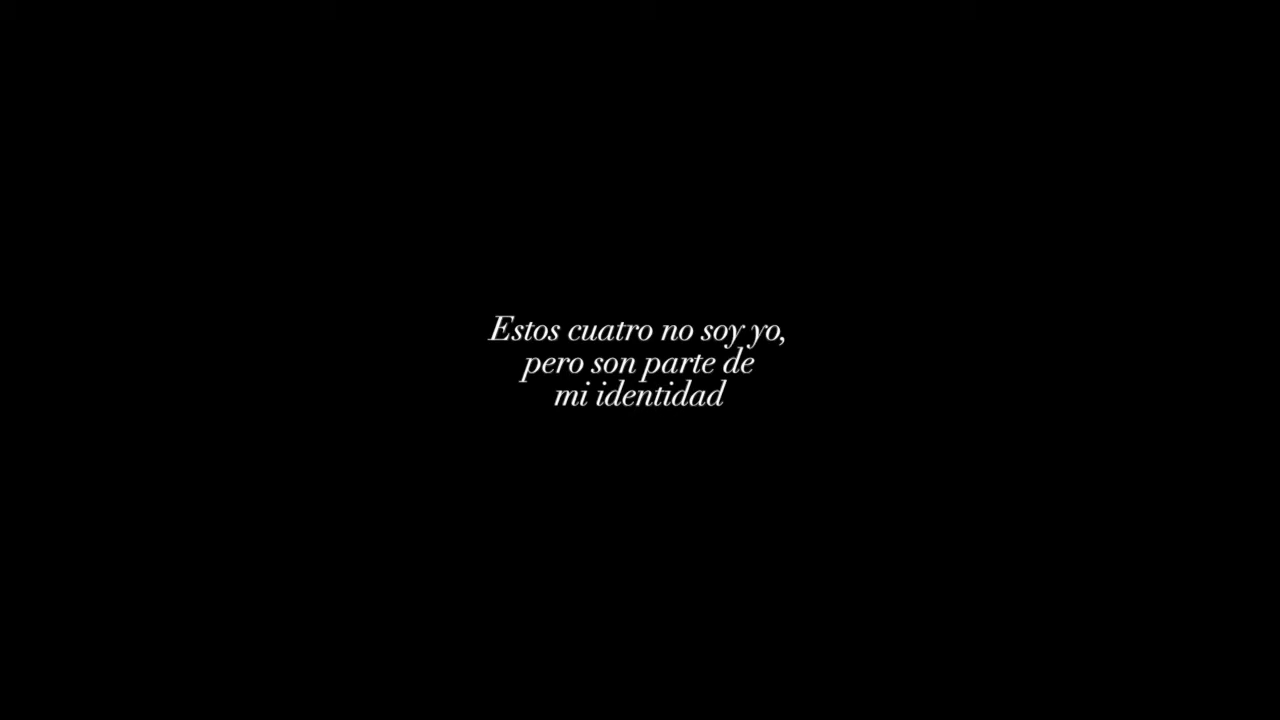 Estos cuatro no soy yo,
pero son parte de
mi identidad